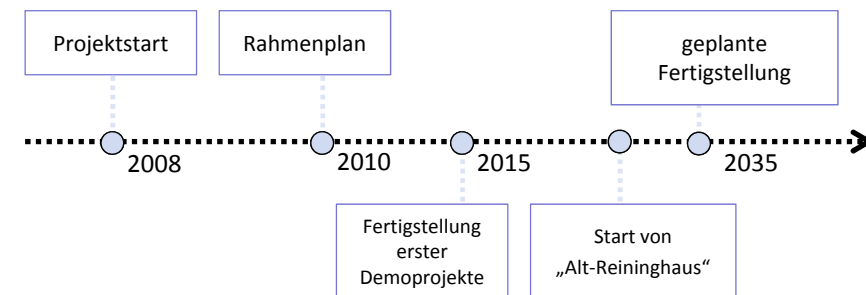 Projektstart
Rahmenplan
geplante
Fertigstellung
2008
2010
2015
2035
Fertigstellung
erster
Demoprojekte
Start von
„Alt-Reininghaus“